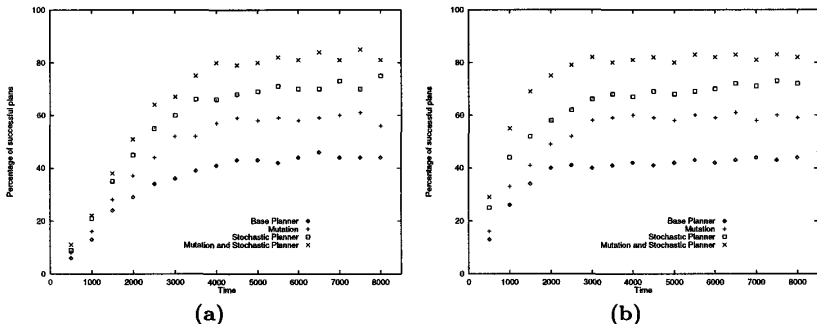 100
80
60
40
20
0
Percentage of successful plans
Base Planner
Mutation
Stochastic Planner
Mutation and Stochastic Planner
0 1000 2000 3000 4000 5000 6000 7000 8000
Time
(a)
100
80
60
40
20
0
Percentage of successful plans
Base Planner
Mutation
Stochastic Planner
Mutation and Stochastic Planner
0 1000 2000 3000 4000 5000 6000 7000 8000
Time
(b)